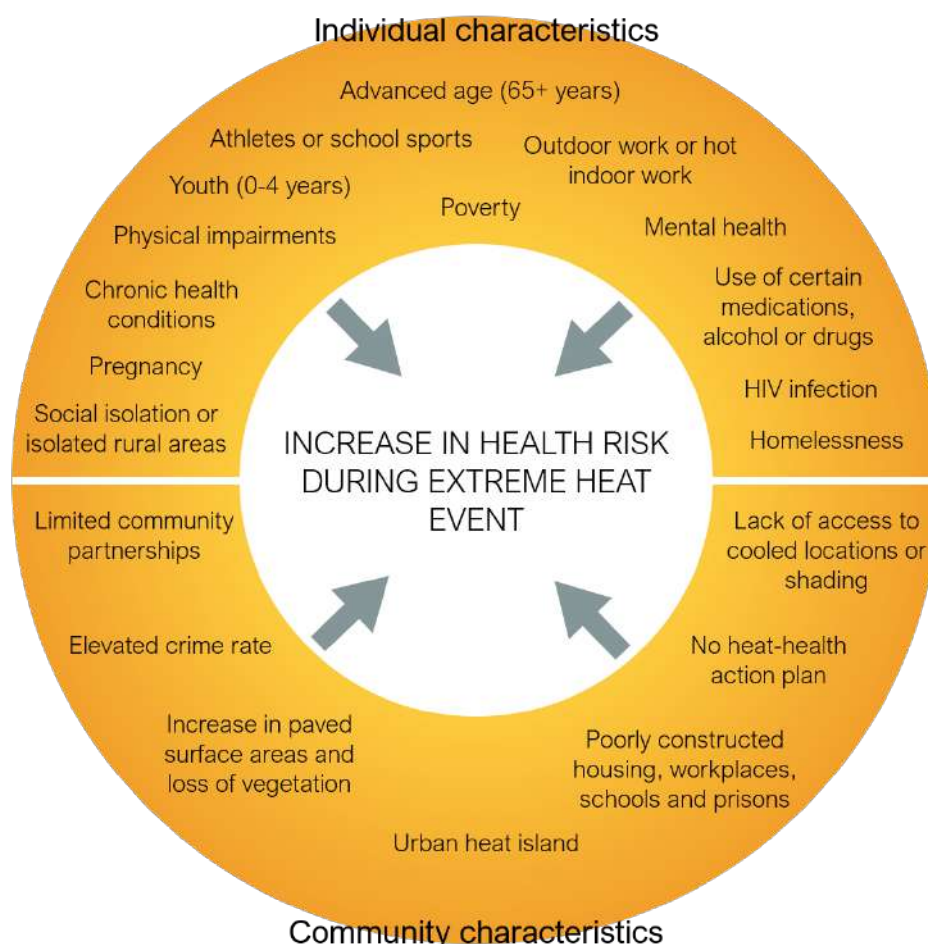 Individual characteristics
Advanced age (65+ years)
Athletes or school sports
Outdoor work or hot
indoor work
Youth (0-4 years)
Poverty
Physical impairments
Mental health
Chronic health
conditions
Use of certain
medications,
alcohol or drugs
Pregnancy
HIV infection
Social isolation or
isolated rural areas
Homelessness
INCREASE IN HEALTH RISK
DURING EXTREME HEAT
EVENT
Limited community
partnerships
Lack of access to
cooled locations or
shading
Elevated crime rate
No heat-health
action plan
Increase in paved
surface areas and
loss of vegetation
Poorly constructed
housing, workplaces,
schools and prisons
Urban heat island
Community characteristics